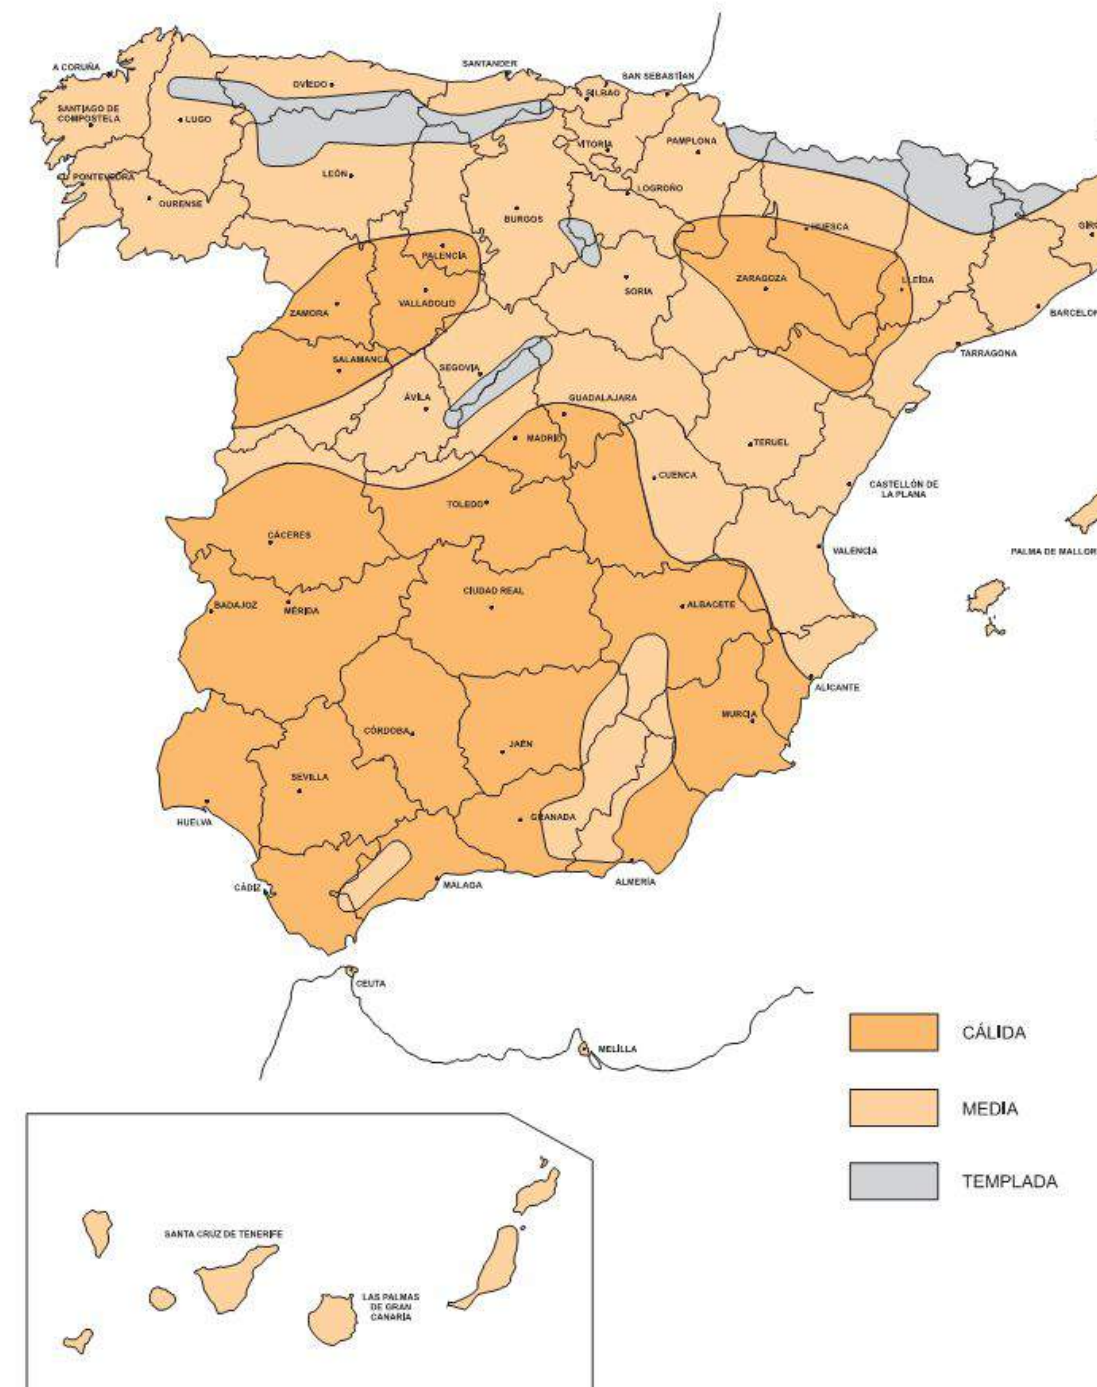 SANTANDER
A CORUÑA
SAN SEBASTIÁN
OVIEDO
BILBAO
SANTIAGO DE
COMPOSTELA
LUGO
VITORIA
PAMPLONA
LEÓN
PONTEVEDRA
OURENSE
LOGROÑO
BURGOS
HUESCA
GIRO
PALENCIA
ZARAGOZA
LLEIDA
SORIA
VALLADOLID
ZAMORA
BARCELON
TARRAGONA
SALAMANCA
SEGOVIA
ÁVILA
GUADALAJARA
MADRID
TERUEL
CUENCA
CASTELLÓN DE
LA PLANA
TOLEDO
CÁCERES
VALENCIA
PALMA DE MALLOR
CIUDAD REAL
BADAJOZ
MÉRIDA
ALBACETE
ALICANTE
MURCIA
CÓRDOBA
JAÉN
SEVILLA
HUELVA
GRANADA
CÁDIZ
MÁLAGA
ALMERÍA
CEUTA
MELILLA
CÁLIDA
MEDIA
TEMPLADA
SANTA CRUZ DE TENERIFE
LAS PALMAS
DE GRAN
CANARIA